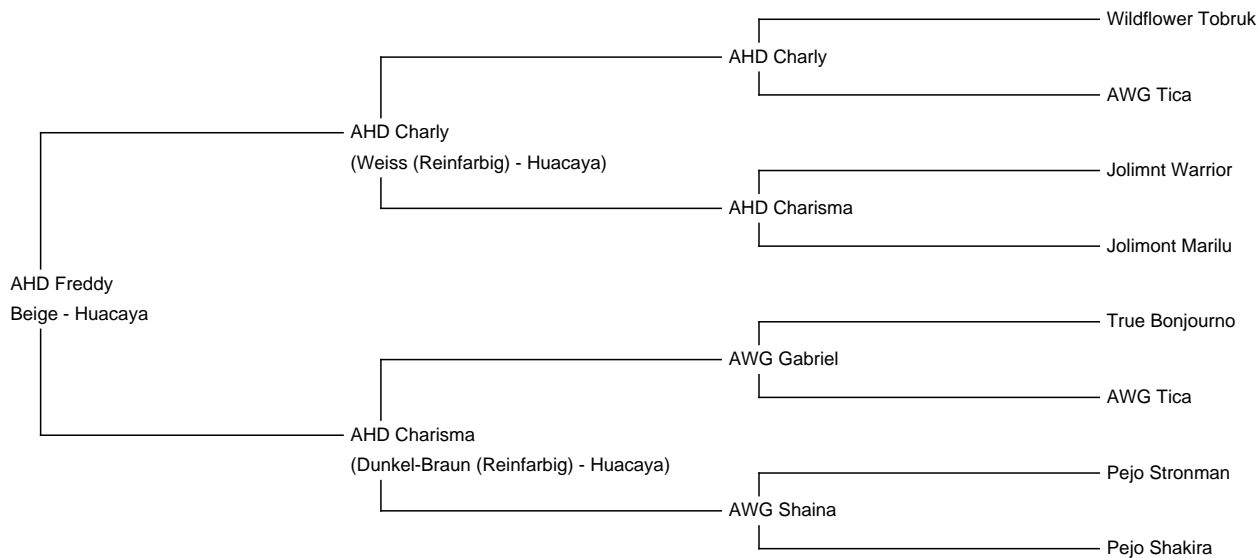 Wildflower Tobruk
AHD Charly
AWG Tica
AHD Charly
(Weiss (Reinfarbig) - Huacaya)
Jolimnt Warrior
AHD Charisma
Jolimont Marilu
AHD Freddy
Beige - Huacaya
True Bonjourno
AWG Gabriel
AWG Tica
AHD Charisma
(Dunkel-Braun (Reinfarbig) - Huacaya)
Pejo Stronman
AWG Shaina
Pejo Shakira